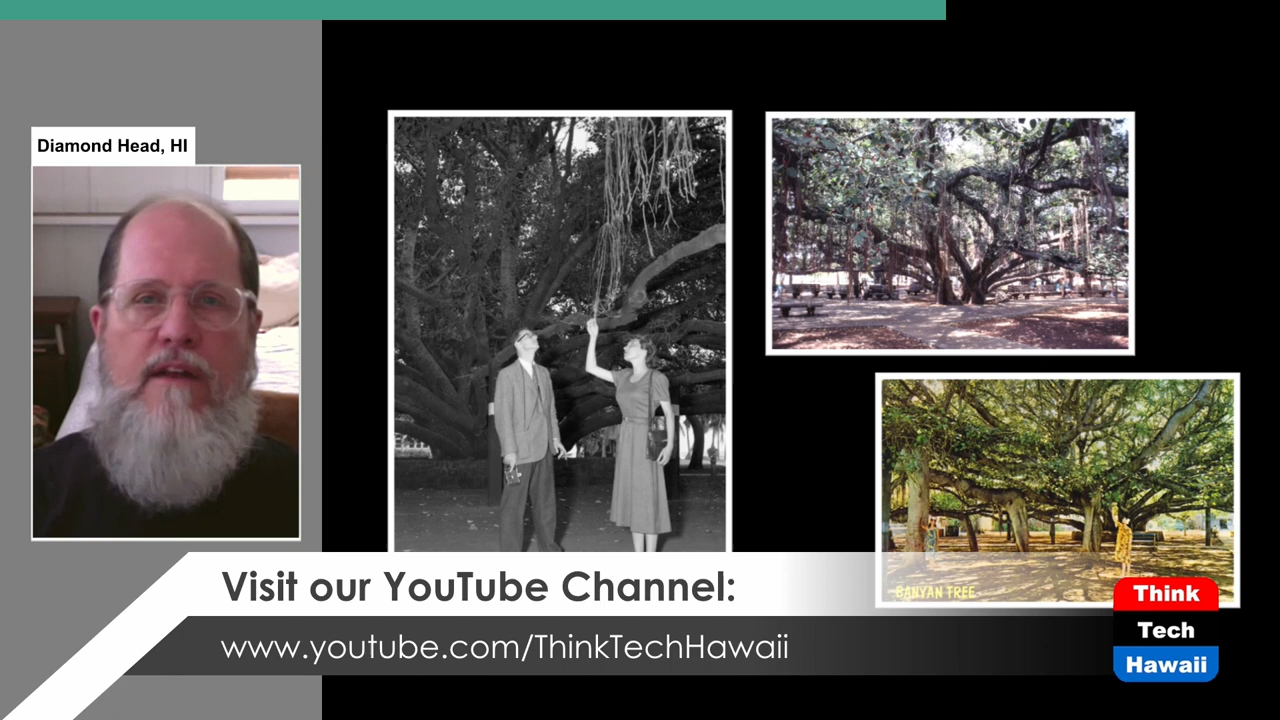 Diamond Head, HI
BANYAN TREE
Visit our YouTube Channel:
www.youtube.com/ThinkTechHawaii
Think
Tech
Hawaii